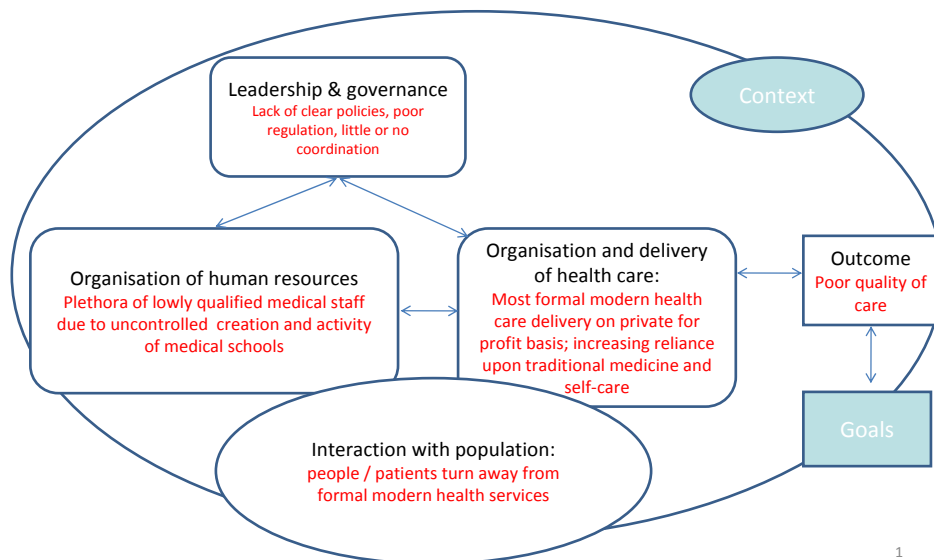 Leadership & governance
Lack of clear policies, poor
regulation, little or no
coordination
Context
Organisation of human resources
Plethora of lowly qualified medical staff
due to uncontrolled creation and activity
of medical schools
Organisation and delivery
of health care:
Most formal modern health
care delivery on private for
profit basis; increasing reliance
upon traditional medicine and
self-care
Outcome
Poor quality of
care
Goals
Interaction with population:
people / patients turn away from
formal modern health services
1